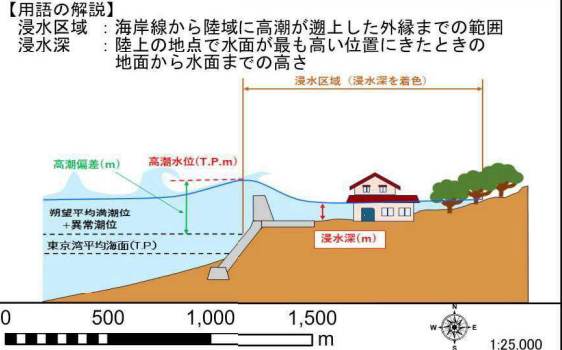 【用語の解説】
浸水区域 ：海岸線から陸域に高潮が遡上した外縁までの範囲
浸水深 ：陸上の地点で水面が最も高い位置にきたときの
地面から水面までの高さ
浸水区域（浸水深を着色）
高潮偏差(m)
高潮水位(T.P.m)
朔望平均満潮位
+異常潮位
東京湾平均海面(T.P)
浸水深(m)
0 500 1,000 1,500
m
N
W E
S
1:25,000